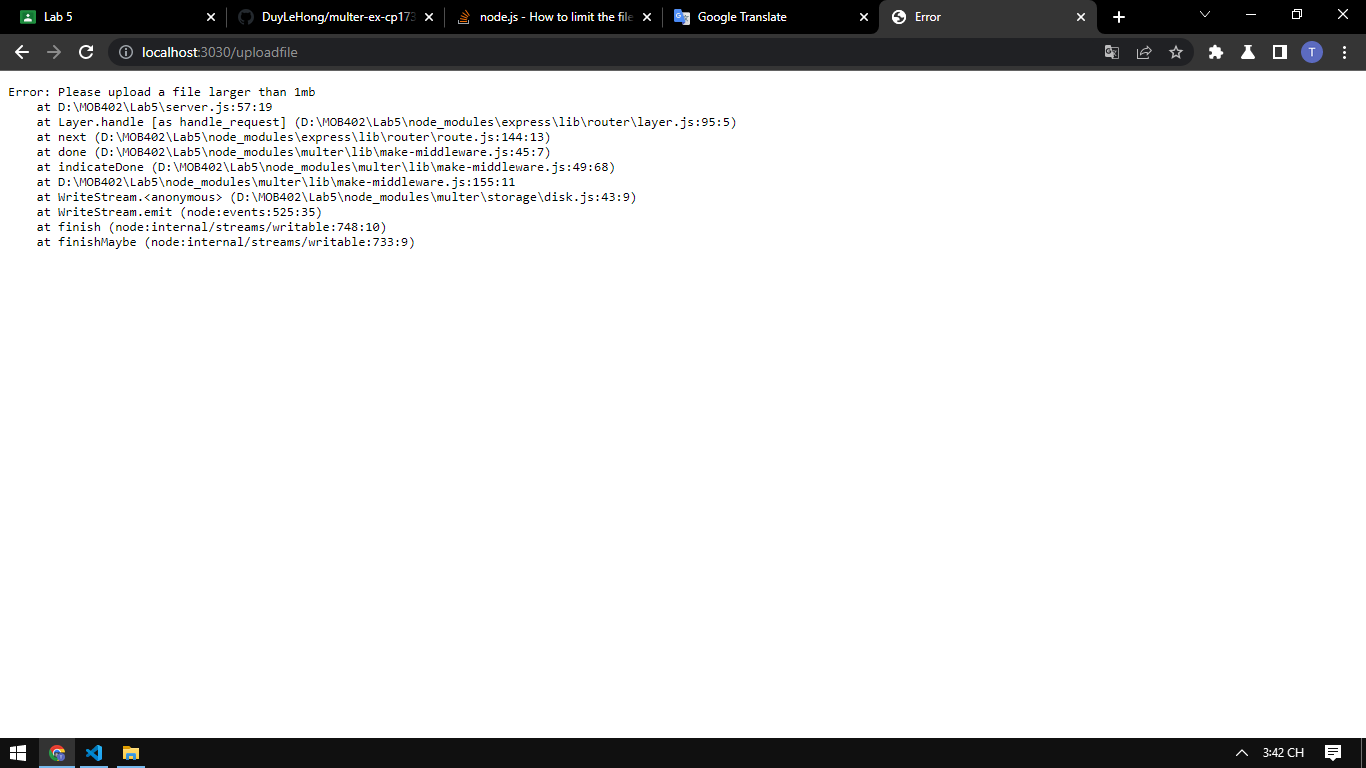 Lab 5
DuyLeHong/multer-ex-cp173
node.js - How to limit the file
Google Translate
Error
localhost:3030/uploadfile
T
Error: Please upload a file larger than 1mb
at D:\MOB402\Lab5\server.js:57:19
at Layer.handle [as handle_request] (D:\MOB402\Lab5\node_modules\express\lib\router\layer.js:95:5)
at next (D:\MOB402\Lab5\node_modules\express\lib\router\route.js:144:13)
at done (D:\MOB402\Lab5\node_modules\multer\lib\make-middleware.js:45:7)
at indicateDone (D:\MOB402\Lab5\node_modules\multer\lib\make-middleware.js:49:68)
at D:\MOB402\Lab5\node_modules\multer\lib\make-middleware.js:155:11
at WriteStream.<anonymous> (D:\MOB402\Lab5\node_modules\multer\storage\disk.js:43:9)
at WriteStream.emit (node:events:525:35)
at finish (node:internal/streams/writable:748:10)
at finishMaybe (node:internal/streams/writable:733:9)
3:42 CH